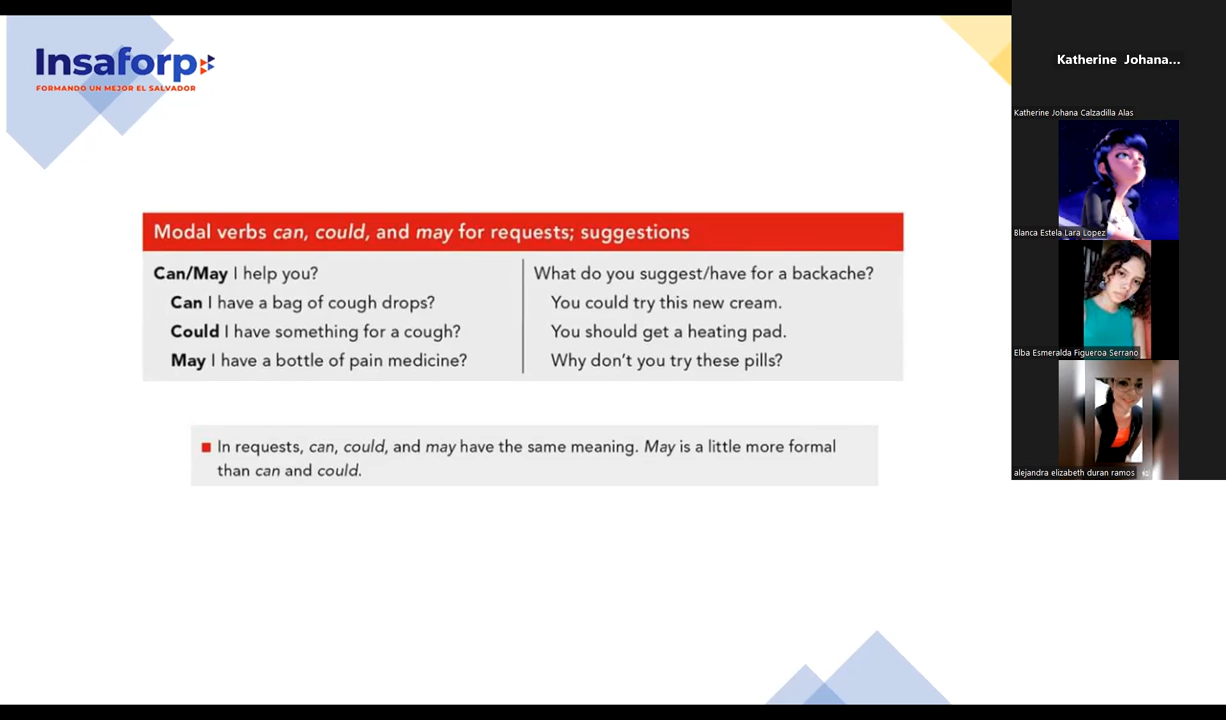 Insaforp
FORMANDO UN MEJOR EL SALVADOR
Modal verbs can, could, and may for requests; suggestions
Can/May I help you?
Can I have a bag of cough drops?
Could I have something for a cough?
May I have a bottle of pain medicine?
What do you suggest/have for a backache?
You could try this new cream.
You should get a heating pad.
Why don't you try these pills?
In requests, can, could, and may have the same meaning. May is a little more formal
than can and could.
Katherine Johana...
Katherine Johana Calzadilla Alas
Blanca Estela Lara Lopez
Elba Esmeralda Figueroa Serrano
alejandra elizabeth duran ramos